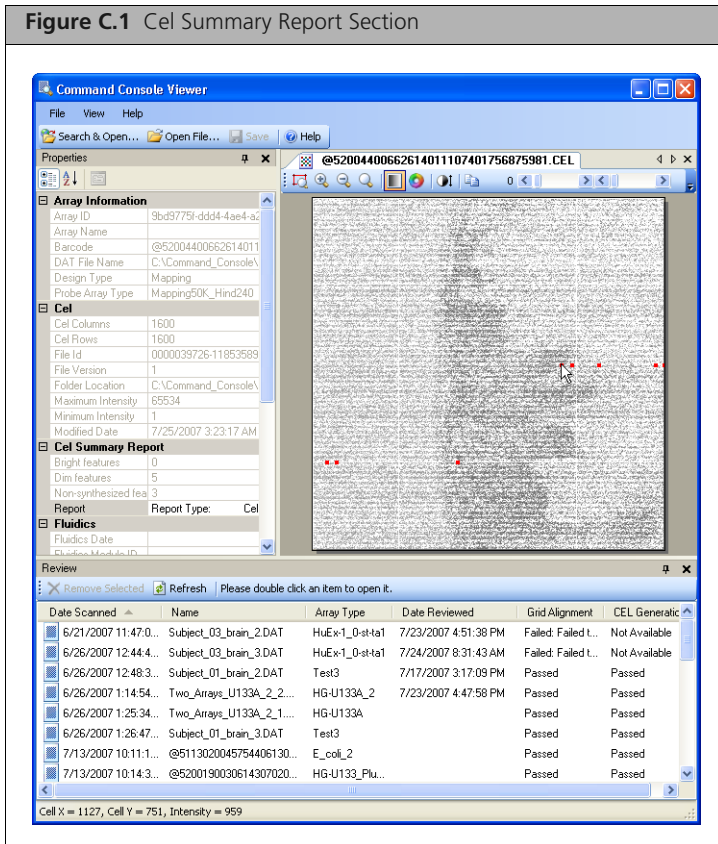 Figure C.1 Cel Summary Report Section
Command Console Viewer
File View Help
Search & Open... Open File... Save Help
Properties
@52004400662614011107401756875981.CEL
0
Array Information
Array ID 9bd9775f-ddd4-4ae4-a2
Array Name
Barcode @52004400662614011
DAT File Name C:\Command_Console\
Design Type Mapping
Probe Array Type Mapping50K_Hind240
Cel
Cel Columns 1600
Cel Rows 1600
File Id 0000039726-11853589
File Version 1
Folder Location C:\Command_Console\
Maximum Intensity 65534
Minimum Intensity 1
Modified Date 7/25/2007 3:23:17 AM
Cel Summary Report
Bright features 0
Dim features 5
Non-synthesized fea 3
Report Report Type: Cel
Fluidics
Fluidics Date
Fluidics Module ID
Review
Remove Selected Refresh Please double click an item to open it.
Date Scanned Name Array Type Date Reviewed Grid Alignment CEL Generatic
6/21/2007 11:47:0... Subject_03_brain_2.DAT HuEx-1_0-st-ta1 7/23/2007 4:51:38 PM Failed: Failed t... Not Available
6/26/2007 12:44:4... Subject_03_brain_3.DAT HuEx-1_0-st-ta1 7/24/2007 8:31:43 AM Failed: Failed t... Not Available
6/26/2007 12:48:3... Subject_01_brain_2.DAT Test3 7/17/2007 3:17:09 PM Passed Passed
6/26/2007 1:14:54... Two_Arrays_U133A_2_2.... HG-U133A_2 7/23/2007 4:47:58 PM Passed Passed
6/26/2007 1:25:34... Two_Arrays_U133A_2_1.... HG-U133A Passed Passed
6/26/2007 1:26:47... Subject_01_brain_3.DAT Test3 Passed Passed
7/13/2007 10:11:1... @5113020045754406130... E_coli_2 Passed Passed
7/13/2007 10:14:3... @5200190030614307020... HG-U133_Plu... Passed Passed
Cell X = 1127, Cell Y = 751, Intensity = 959